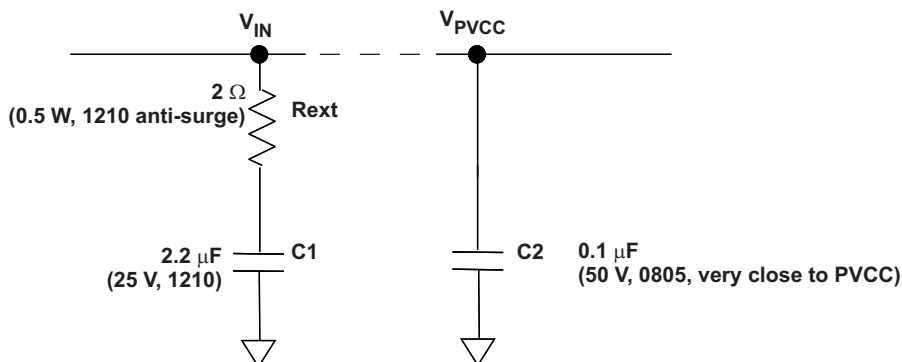 VIN
VPVCC
2 Ω
(0.5 W, 1210 anti-surge)
Rext
2.2 μF
(25 V, 1210)
C1
C2
0.1 μF
(50 V, 0805, very close to PVCC)